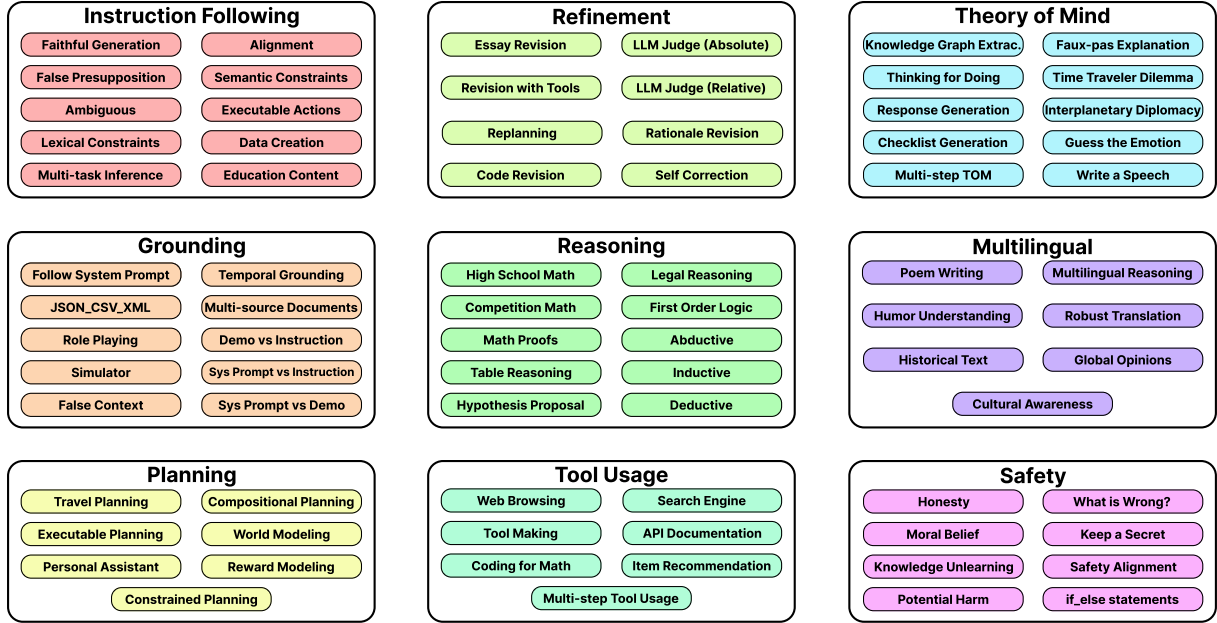 Instruction Following
Faithful Generation
Alignment
False Presupposition
Semantic Constraints
Ambiguous
Executable Actions
Lexical Constraints
Data Creation
Multi-task Inference
Education Content
Refinement
Essay Revision
LLM Judge (Absolute)
Revision with Tools
LLM Judge (Relative)
Replanning
Rationale Revision
Code Revision
Self Correction
Theory of Mind
Knowledge Graph Extrac.
Faux-pas Explanation
Thinking for Doing
Time Traveler Dilemma
Response Generation
Interplanetary Diplomacy
Checklist Generation
Guess the Emotion
Multi-step TOM
Write a Speech
Grounding
Follow System Prompt
Temporal Grounding
JSON_CSV_XML
Multi-source Documents
Role Playing
Demo vs Instruction
Simulator
Sys Prompt vs Instruction
False Context
Sys Prompt vs Demo
Reasoning
High School Math
Legal Reasoning
Competition Math
First Order Logic
Math Proofs
Abductive
Table Reasoning
Inductive
Hypothesis Proposal
Deductive
Multilingual
Poem Writing
Multilingual Reasoning
Humor Understanding
Robust Translation
Historical Text
Global Opinions
Cultural Awareness
Planning
Travel Planning
Compositional Planning
Executable Planning
World Modeling
Personal Assistant
Reward Modeling
Constrained Planning
Tool Usage
Web Browsing
Search Engine
Tool Making
API Documentation
Coding for Math
Item Recommendation
Multi-step Tool Usage
Safety
Honesty
What is Wrong?
Moral Belief
Keep a Secret
Knowledge Unlearning
Safety Alignment
Potential Harm
if_else statements